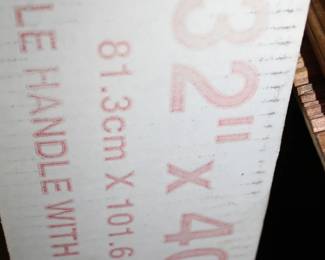 32" x 40
81.3cm X 101.6
LE HANDLE WITH